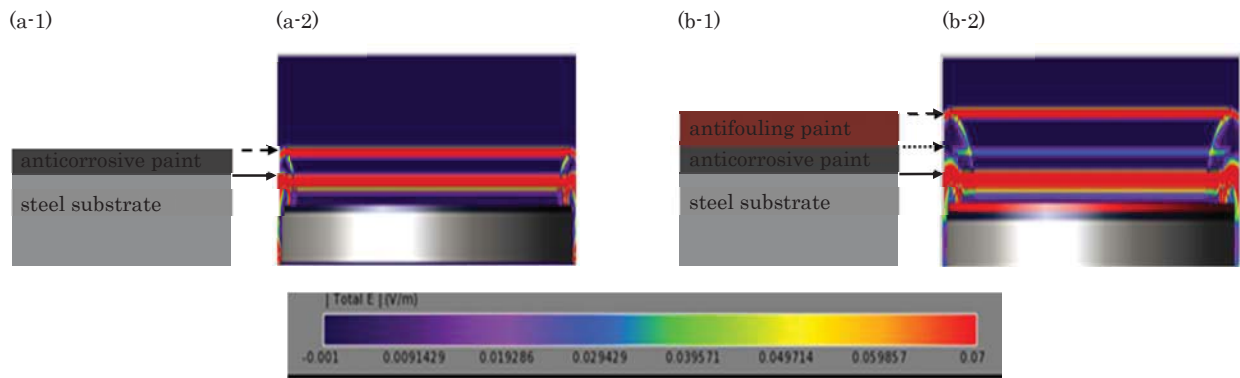 (a-1) (a-2) (b-1) (b-2)
antifouling paint
anticorrosive paint
anticorrosive paint
steel substrate
steel substrate
| Total E | (V/m)
-0.001 0.0091429 0.019286 0.029429 0.039571 0.049714 0.059857 0.07